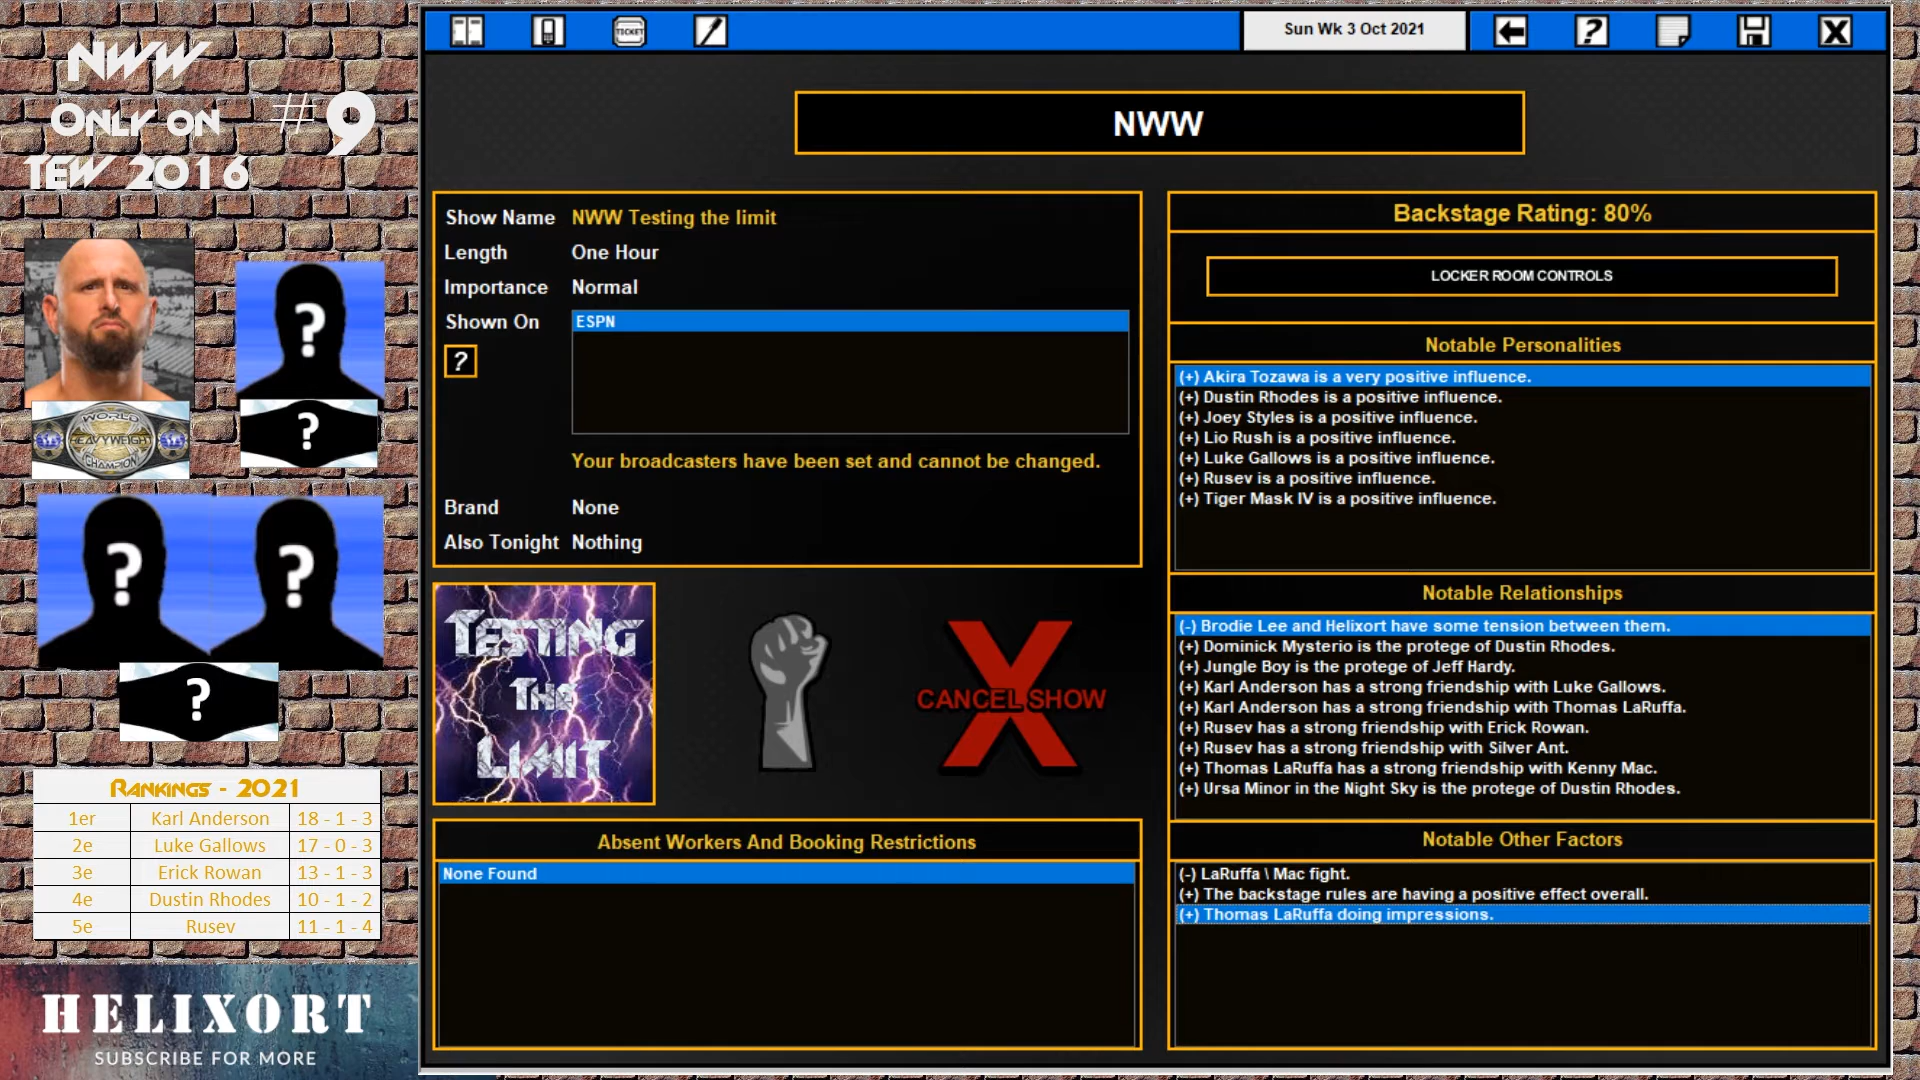 NWW
Only on
TEW 2016
#9
WORLD
HEAVYWEIGHT
CHAMPION
?
?
?
?
?
Rankings - 2021
1er Karl Anderson 18 - 1 - 3
2e Luke Gallows 17 - 0 - 3
3e Erick Rowan 13 - 1 - 3
4e Dustin Rhodes 10 - 1 - 2
5e Rusev 11 - 1 - 4
HELIXORT
SUBSCRIBE FOR MORE
TICKET
Sun Wk 3 Oct 2021
?
X
NWW
Show Name NWW Testing the limit
Length One Hour
Importance Normal
Shown On ESPN
?
Your broadcasters have been set and cannot be changed.
Brand None
Also Tonight Nothing
Testing
The
Limit
CANCEL SHOW
Absent Workers And Booking Restrictions
None Found
Backstage Rating: 80%
LOCKER ROOM CONTROLS
Notable Personalities
(+) Akira Tozawa is a very positive influence.
(+) Dustin Rhodes is a positive influence.
(+) Joey Styles is a positive influence.
(+) Lio Rush is a positive influence.
(+) Luke Gallows is a positive influence.
(+) Rusev is a positive influence.
(+) Tiger Mask IV is a positive influence.
Notable Relationships
(-) Brodie Lee and Helixort have some tension between them.
(+) Dominick Mysterio is the protege of Dustin Rhodes.
(+) Jungle Boy is the protege of Jeff Hardy.
(+) Karl Anderson has a strong friendship with Luke Gallows.
(+) Karl Anderson has a strong friendship with Thomas LaRuffa.
(+) Rusev has a strong friendship with Erick Rowan.
(+) Rusev has a strong friendship with Silver Ant.
(+) Thomas LaRuffa has a strong friendship with Kenny Mac.
(+) Ursa Minor in the Night Sky is the protege of Dustin Rhodes.
Notable Other Factors
(-) LaRuffa \ Mac fight.
(+) The backstage rules are having a positive effect overall.
(+) Thomas LaRuffa doing impressions.